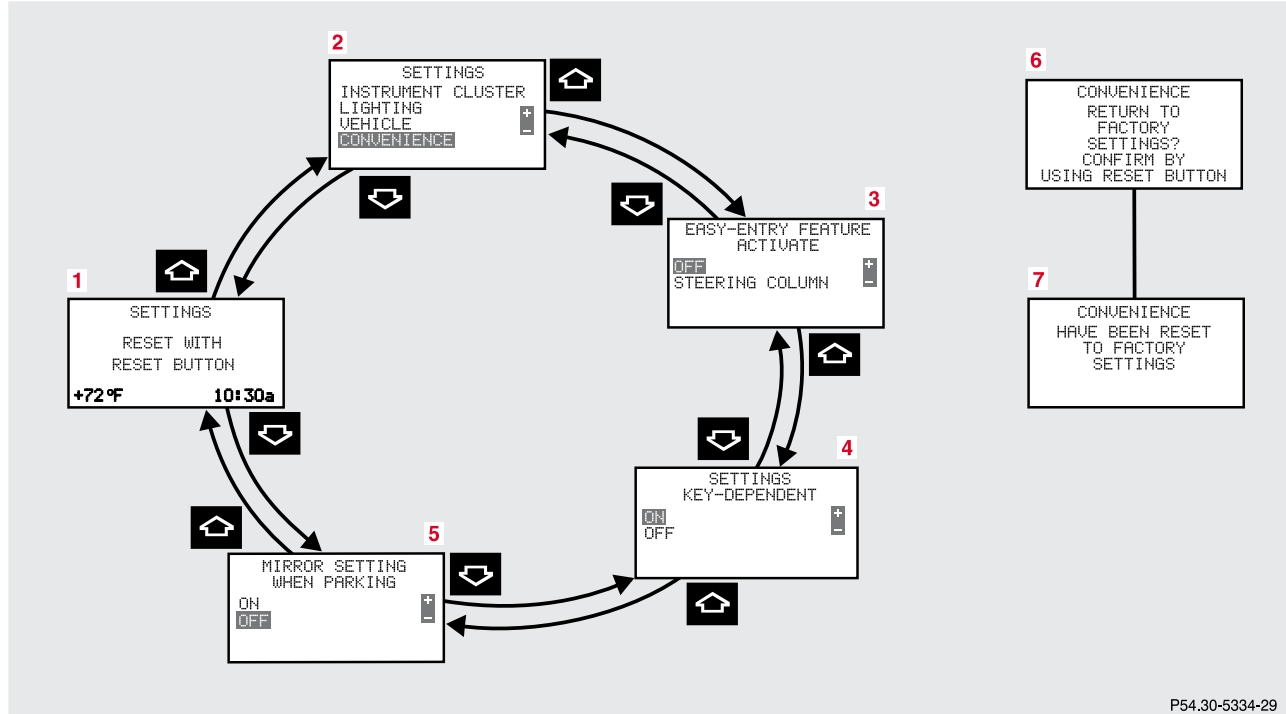 2
SETTINGS
INSTRUMENT CLUSTER
LIGHTING
VEHICLE
CONVENIENCE
+
-
6
CONVENIENCE
RETURN TO
FACTORY
SETTINGS?
CONFIRM BY
USING RESET BUTTON
3
EASY-ENTRY FEATURE
ACTIVATE
OFF
STEERING COLUMN
+
-
1
SETTINGS
RESET WITH
RESET BUTTON
+72°F 10:30a
7
CONVENIENCE
HAVE BEEN RESET
TO FACTORY
SETTINGS
4
SETTINGS
KEY-DEPENDENT
ON
OFF
+
-
5
MIRROR SETTING
WHEN PARKING
ON
OFF
+
-
P54.30-5334-29